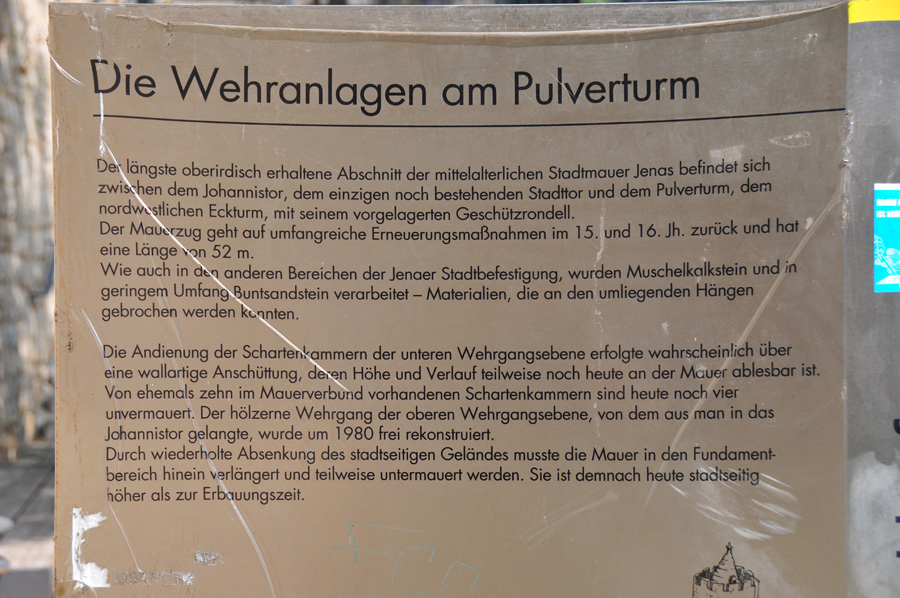 Die Wehranlagen am Pulverturm
Der längste oberirdisch erhaltene Abschnitt der mittelalterlichen Stadtmauer Jenas befindet sich
zwischen dem Johannistor, dem einzigen noch bestehenden Stadttor und dem Pulverturm, dem
nordwestlichen Eckturm, mit seinem vorgelagerten Geschützrondell.
Der Mauerzug geht auf umfangreiche Erneuerungsmaßnahmen im 15. und 16. Jh. zurück und hat
eine Länge von 52 m.
Wie auch in den anderen Bereichen der Jenaer Stadtbefestigung, wurden Muschelkalkstein und in
geringem Umfang Buntsandstein verarbeitet – Materialien, die an den umliegenden Hängen
gebrochen werden konnten.
Die Andienung der Schartenkammern der unteren Wehrgangsebene erfolgte wahrscheinlich über
eine wallartige Anschüttung, deren Höhe und Verlauf teilweise noch heute an der Mauer ablesbar ist.
Von ehemals zehn im Mauerverbund vorhandenen Schartenkammern sind heute noch vier
unvermauert. Der hölzerne Wehrgang der oberen Wehrgangsebene, von dem aus man in das
Johannistor gelangte, wurde um 1980 frei rekonstruiert.
Durch wiederholte Absenkung des stadtseitigen Geländes musste die Mauer in den Fundament-
bereich hinein verlängert und teilweise untermauert werden. Sie ist demnach heute stadtseitig
höher als zur Erbauungszeit.